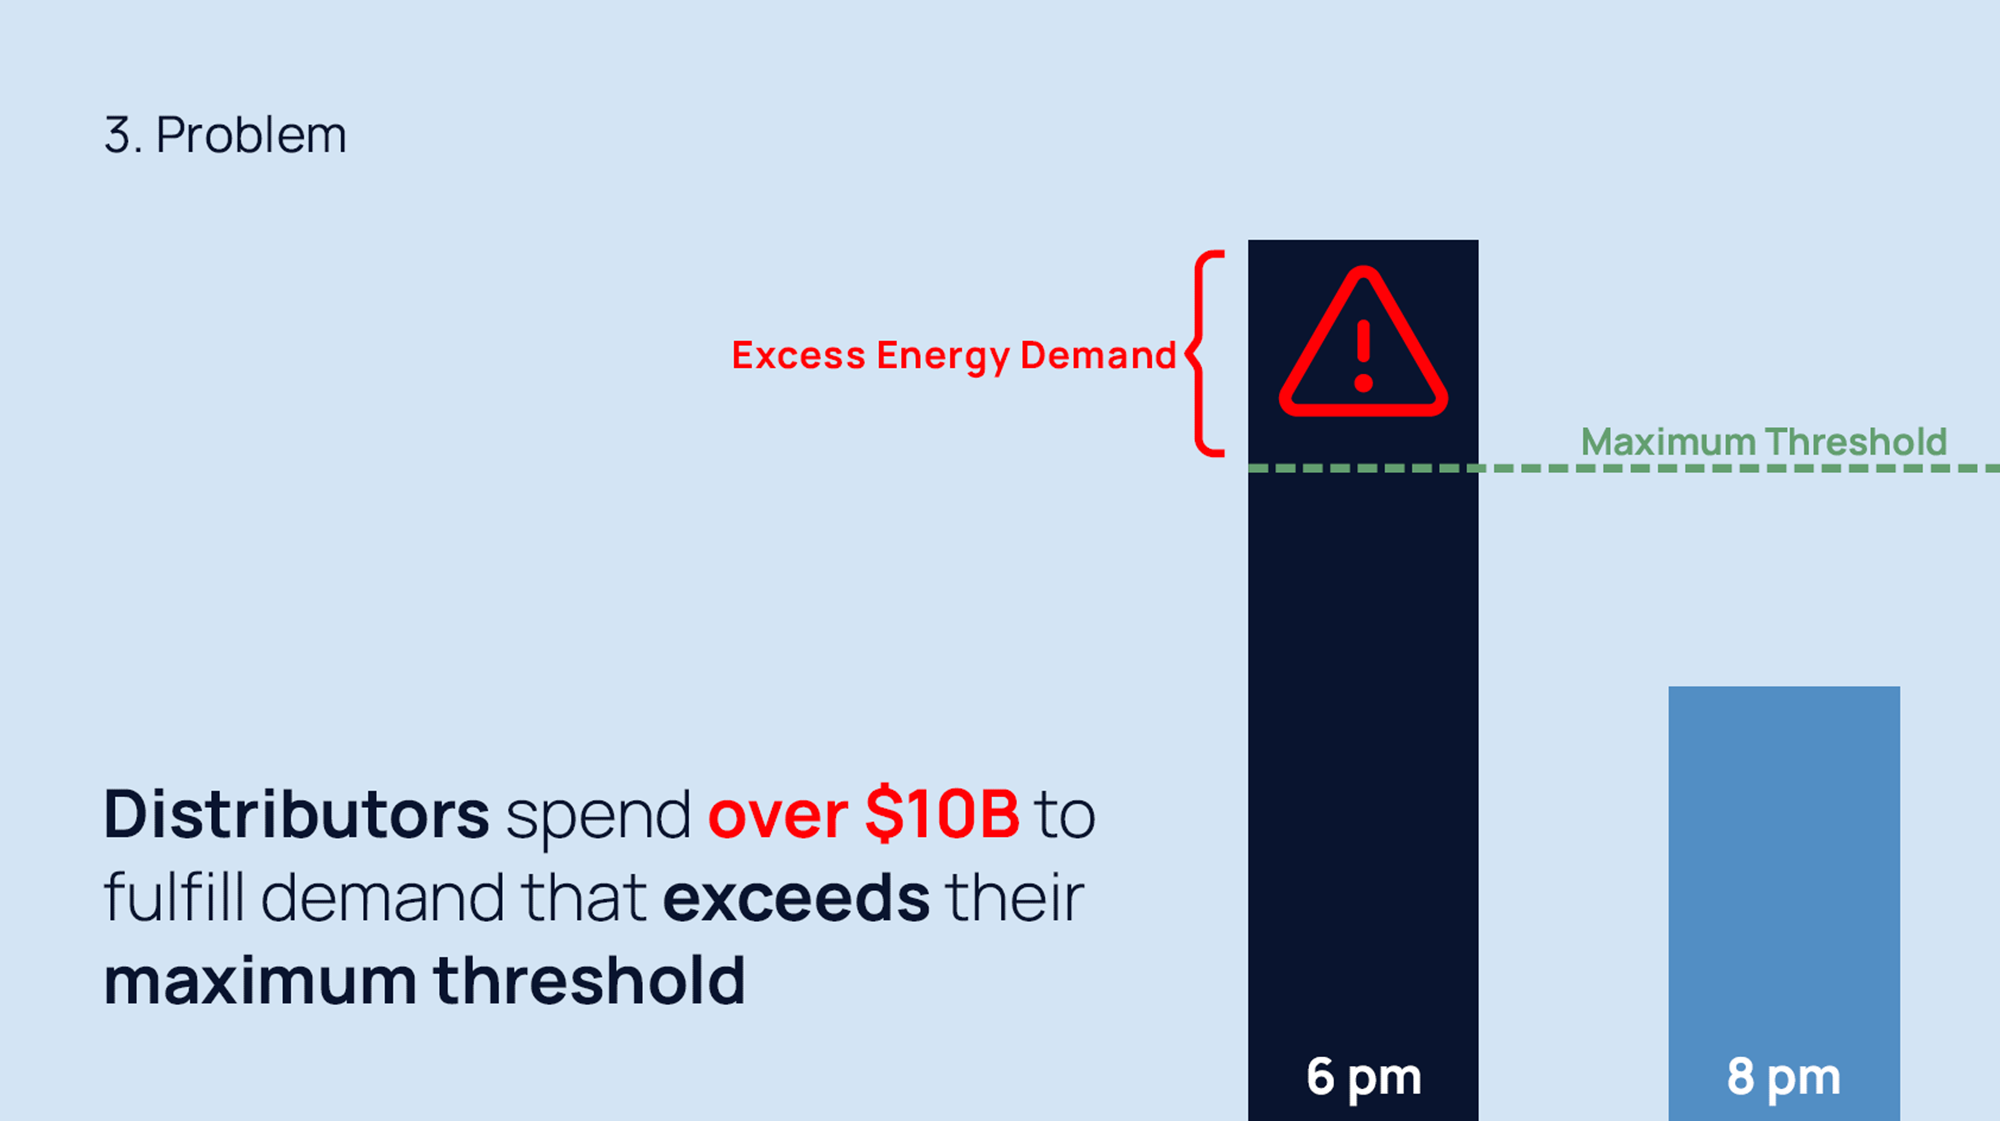 3. Problem
Excess Energy Demand
Maximum Threshold
Distributors spend over $10B to
fulfill demand that exceeds their
maximum threshold
6 pm
8 pm